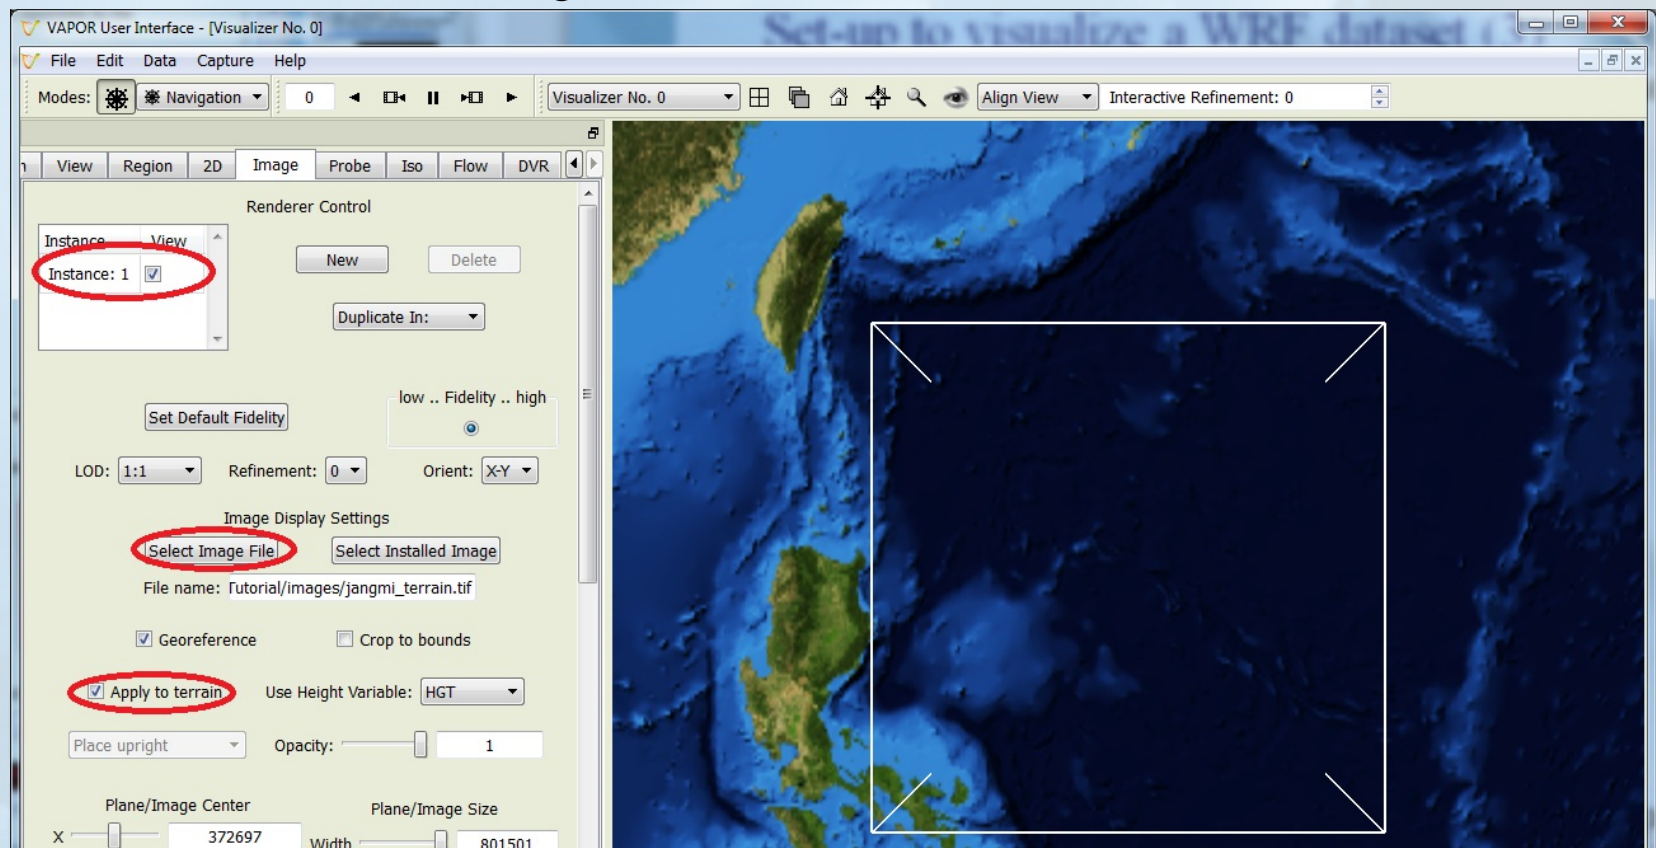 Set-up to visualize a WRF dataset (3)
VAPOR User Interface - [Visualizer No. 0]
File Edit Data Capture Help
Modes: Navigation 0 Visualizer No. 0 Align View Interactive Refinement: 0
View Region 2D Image Probe Iso Flow DVR
Renderer Control
Instance View
Instance: 1
New Delete
Duplicate In:
low .. Fidelity .. high
Set Default Fidelity
LOD: 1:1 Refinement: 0 Orient: X-Y
Image Display Settings
Select Image File Select Installed Image
File name: Tutorial/images/jangmi_terrain.tif
Georeference Crop to bounds
Apply to terrain Use Height Variable: HGT
Place upright Opacity: 1
Plane/Image Center Plane/Image Size
X 372697 Width 801501